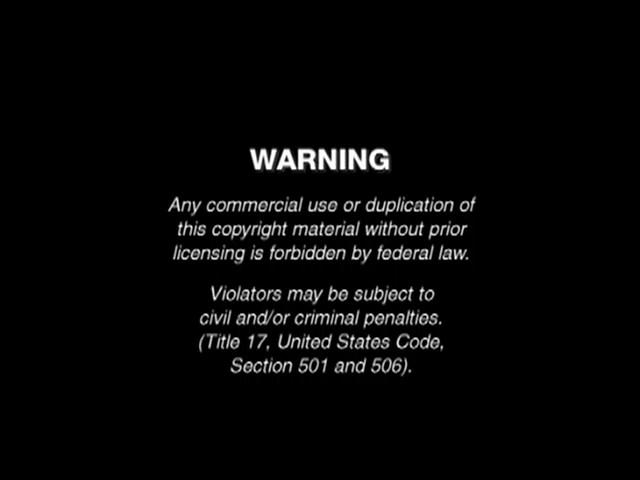 WARNING
Any commercial use or duplication of
this copyright material without prior
licensing is forbidden by federal law.
Violators may be subject to
civil and/or criminal penalties.
(Title 17, United States Code,
Section 501 and 506).